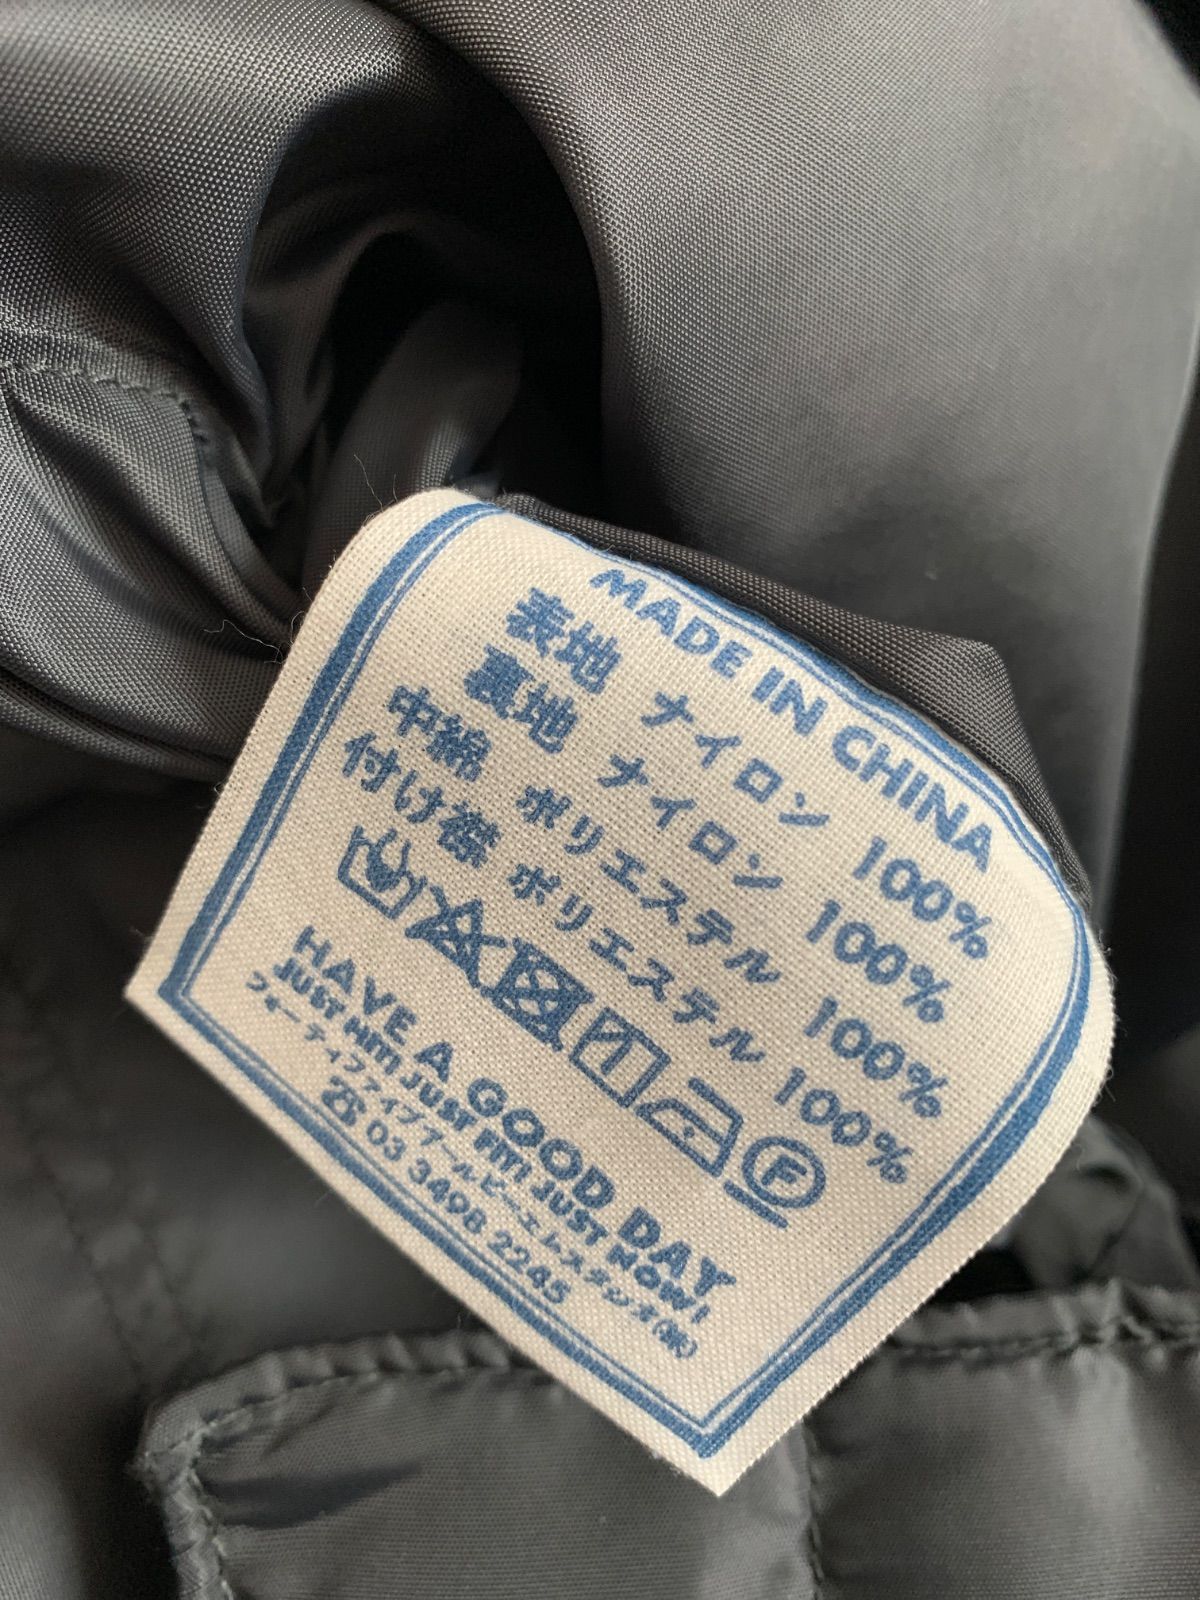 MADE IN CHINA
表地 ナイロン 100%
裏地 ナイロン 100%
中綿 ポリエステル 100%
付け襟 ポリエステル 100%
F
HAVE A GOOD DAY
JUST HIT! JUST FIT! JUST NOW!
フォーティファイブアールピーエムスタジオ(株)
☎ 03 3498 2245